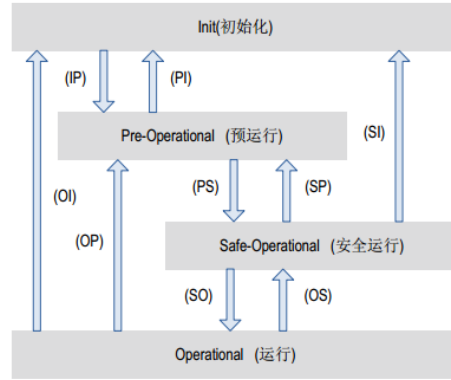 Init(初始化)
(IP)
(PI)
Pre-Operational (预运行)
(SI)
(PS)
(SP)
(OI)
(OP)
Safe-Operational (安全运行)
(SO)
(OS)
Operational (运行)